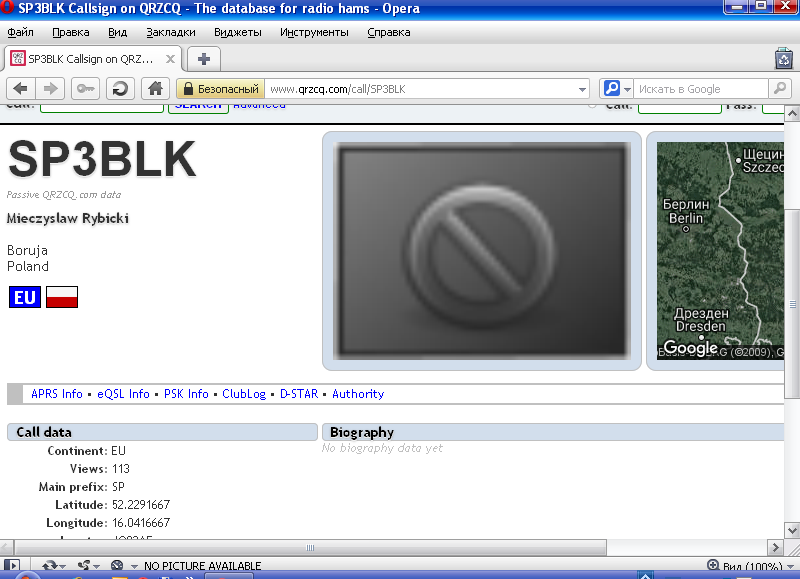 SP3BLK Callsign on QRZCQ - The database for radio hams - Opera
Файл Правка Вид Закладки Виджеты Инструменты Справка
QRZ CQ SP3BLK Callsign on QRZ...
Безопасный www.qrzcq.com/call/SP3BLK Искать в Google
Call: SEARCH Advanced Call: Pass:
SP3BLK
Passive QRZCQ.com data
Mieczyslaw Rybicki
Boruja
Poland
EU
Щецин
Szczec
Берлин
Berlin
Дрезден
Dresden
Google
(©2009), G
APRS Info • eQSL Info • PSK Info • ClubLog • D-STAR • Authority
Call data
Continent: EU
Views: 113
Main prefix: SP
Latitude: 52.2291667
Longitude: 16.0416667
Biography
No biography data yet
NO PICTURE AVAILABLE
Вид (100%)